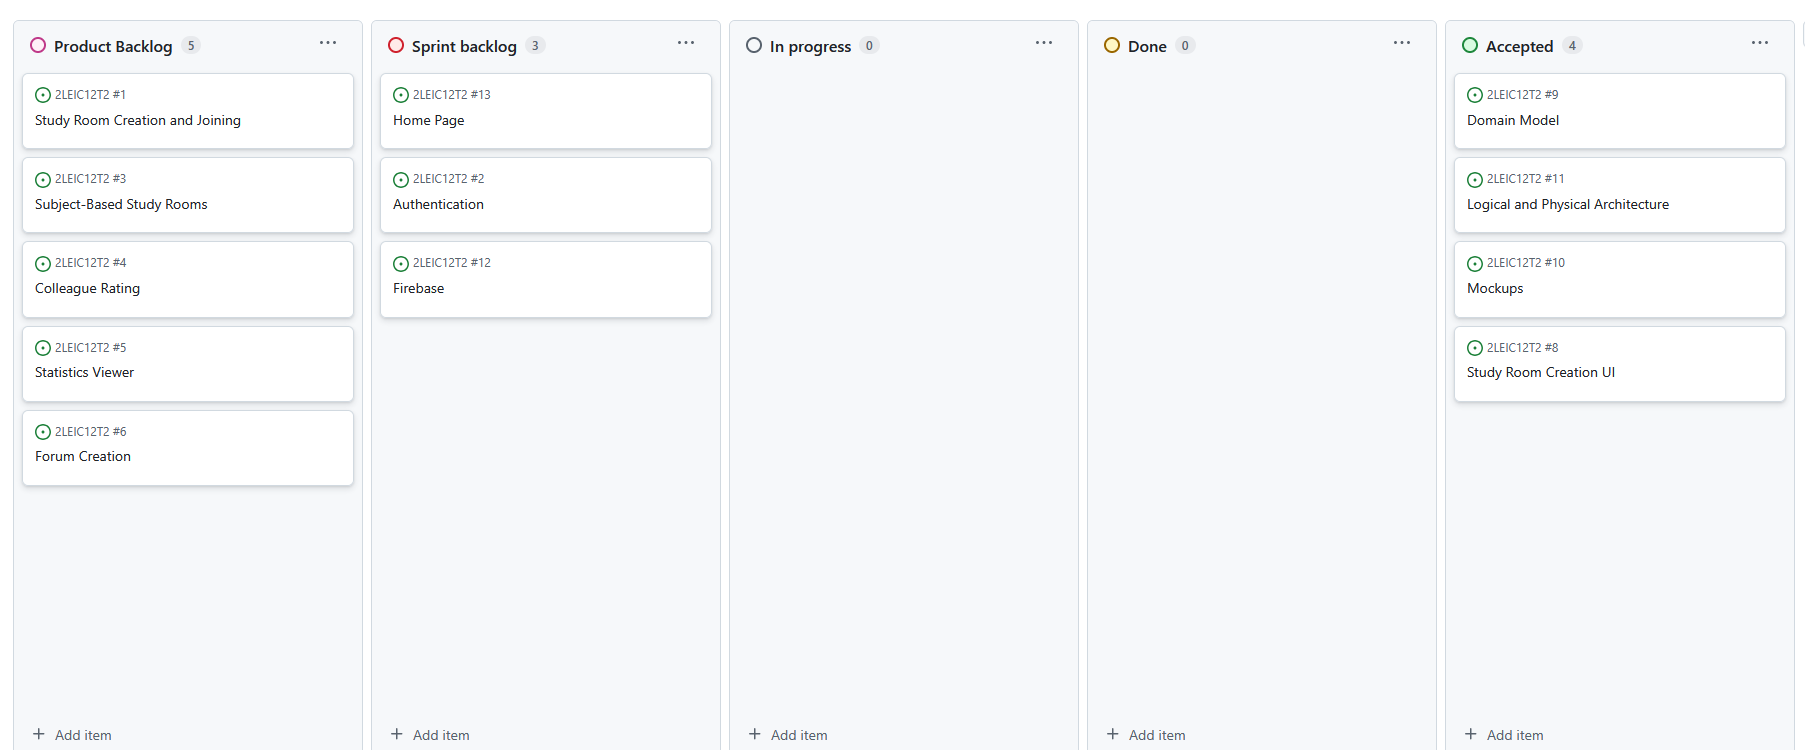 Product Backlog 5
2LEIC12T2 #1
Study Room Creation and Joining
2LEIC12T2 #3
Subject-Based Study Rooms
2LEIC12T2 #4
Colleague Rating
2LEIC12T2 #5
Statistics Viewer
2LEIC12T2 #6
Forum Creation
+ Add item
Sprint backlog 3
2LEIC12T2 #13
Home Page
2LEIC12T2 #2
Authentication
2LEIC12T2 #12
Firebase
+ Add item
In progress 0
+ Add item
Done 0
+ Add item
Accepted 4
2LEIC12T2 #9
Domain Model
2LEIC12T2 #11
Logical and Physical Architecture
2LEIC12T2 #10
Mockups
2LEIC12T2 #8
Study Room Creation UI
+ Add item